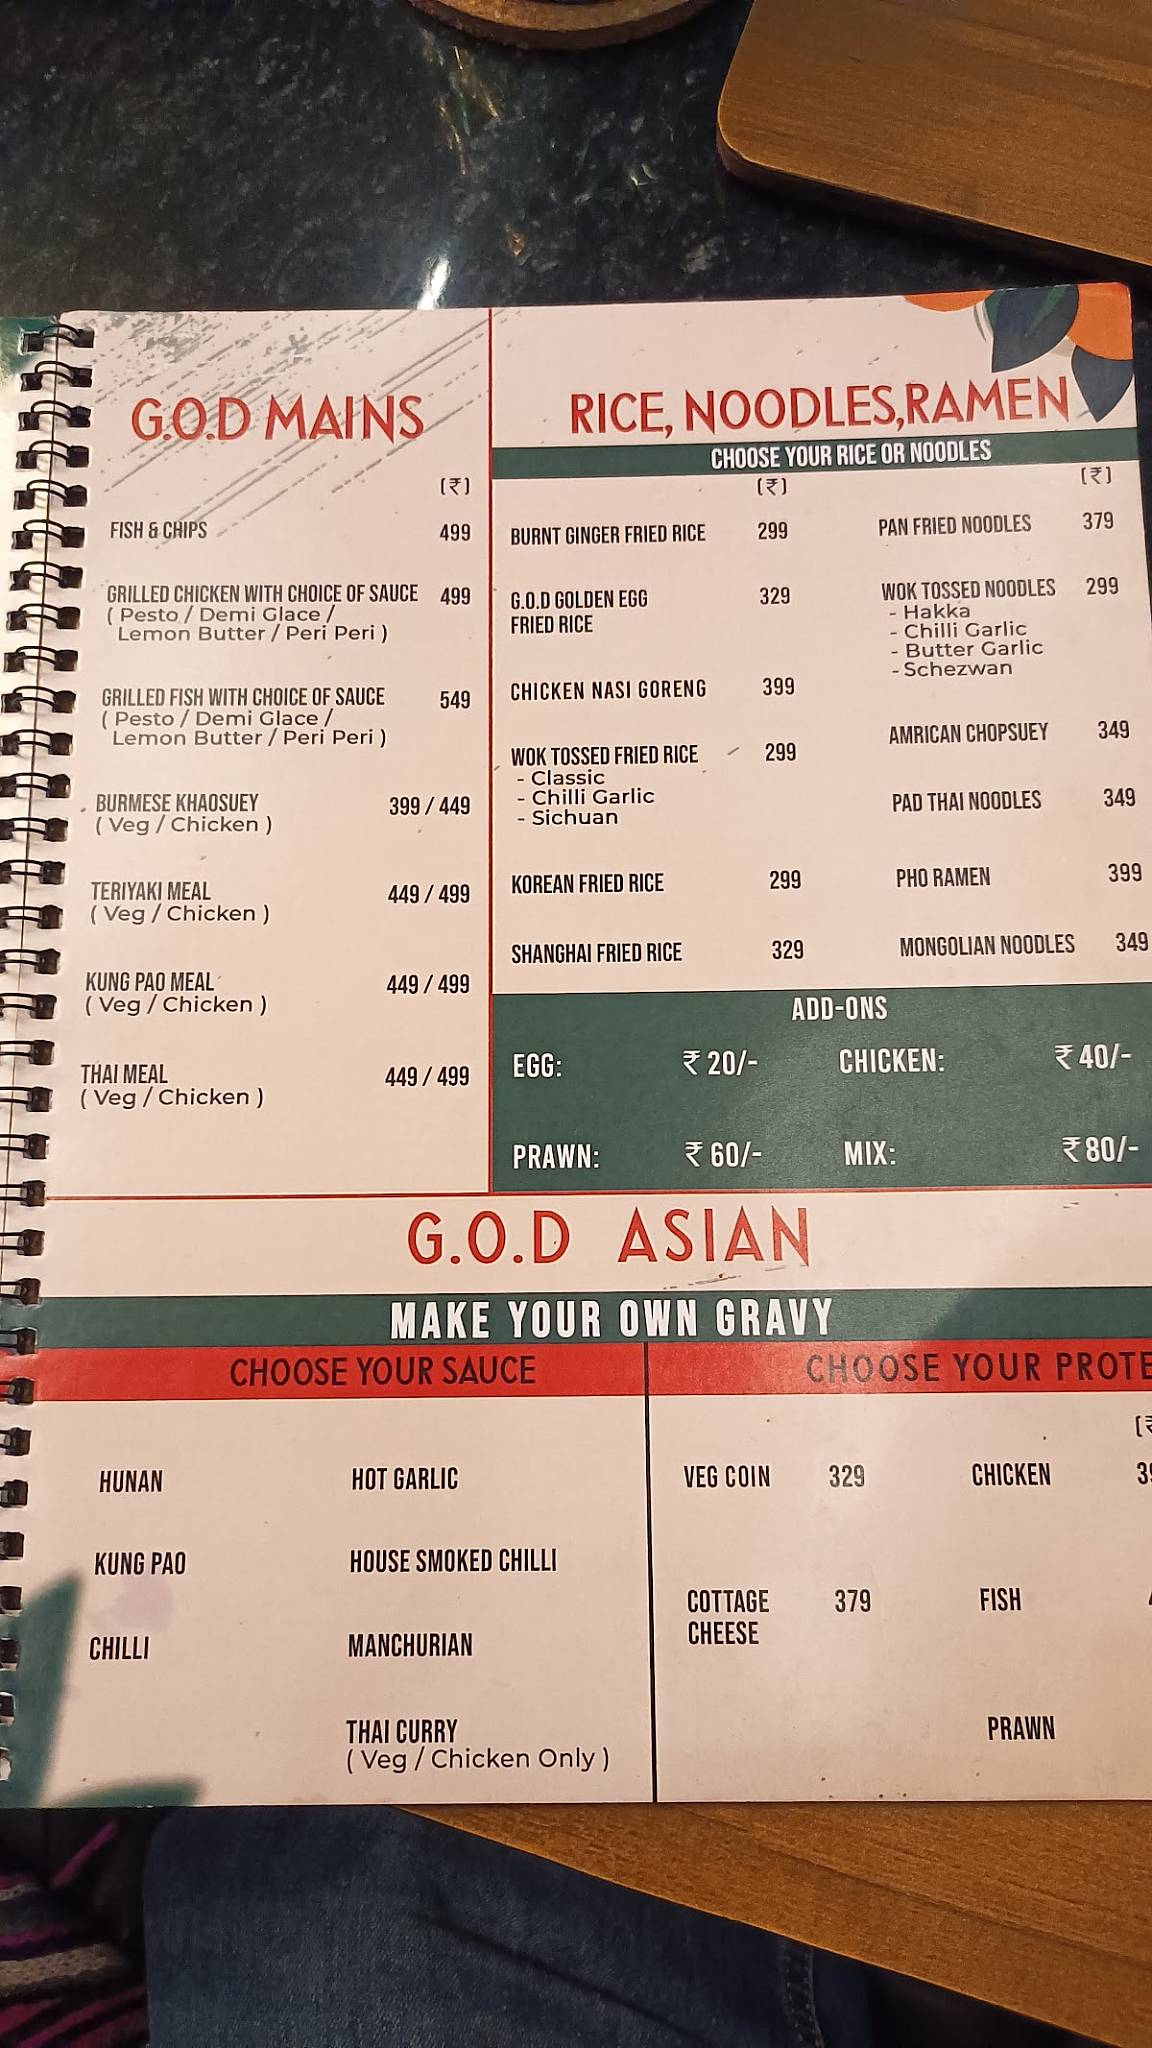 G.O.D MAINS
(₹)
FISH & CHIPS 499
GRILLED CHICKEN WITH CHOICE OF SAUCE 499
( Pesto / Demi Glace /
Lemon Butter / Peri Peri )
GRILLED FISH WITH CHOICE OF SAUCE 549
( Pesto / Demi Glace /
Lemon Butter / Peri Peri )
BURMESE KHAOSUEY 399 / 449
( Veg / Chicken )
TERIYAKI MEAL 449 / 499
( Veg / Chicken )
KUNG PAO MEAL 449 / 499
( Veg / Chicken )
THAI MEAL 449 / 499
( Veg / Chicken )
RICE, NOODLES,RAMEN
CHOOSE YOUR RICE OR NOODLES
(₹)
BURNT GINGER FRIED RICE 299
G.O.D GOLDEN EGG 329
FRIED RICE
CHICKEN NASI GORENG 399
WOK TOSSED FRIED RICE 299
- Classic
- Chilli Garlic
- Sichuan
KOREAN FRIED RICE 299
SHANGHAI FRIED RICE 329
(₹)
PAN FRIED NOODLES 379
WOK TOSSED NOODLES 299
- Hakka
- Chilli Garlic
- Butter Garlic
- Schezwan
AMRICAN CHOPSUEY 349
PAD THAI NOODLES 349
PHO RAMEN 399
MONGOLIAN NOODLES 349
ADD-ONS
EGG: ₹ 20/- CHICKEN: ₹ 40/-
PRAWN: ₹ 60/- MIX: ₹ 80/-
G.O.D ASIAN
MAKE YOUR OWN GRAVY
CHOOSE YOUR SAUCE
HUNAN HOT GARLIC
KUNG PAO HOUSE SMOKED CHILLI
CHILLI MANCHURIAN
THAI CURRY
( Veg / Chicken Only )
CHOOSE YOUR PROTE
(₹
VEG COIN 329 CHICKEN
COTTAGE 379 FISH
CHEESE
PRAWN